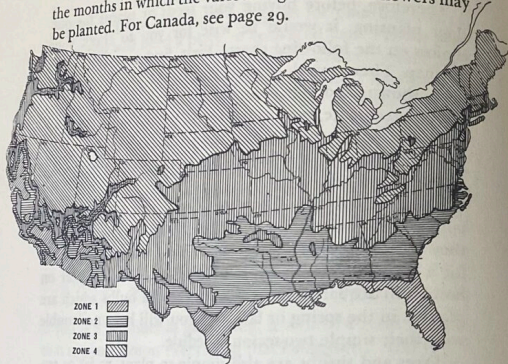 the months in which the
may
be planted. For Canada, see page 29.
ZONE 1
ZONE 2
ZONE 3
ZONE 4